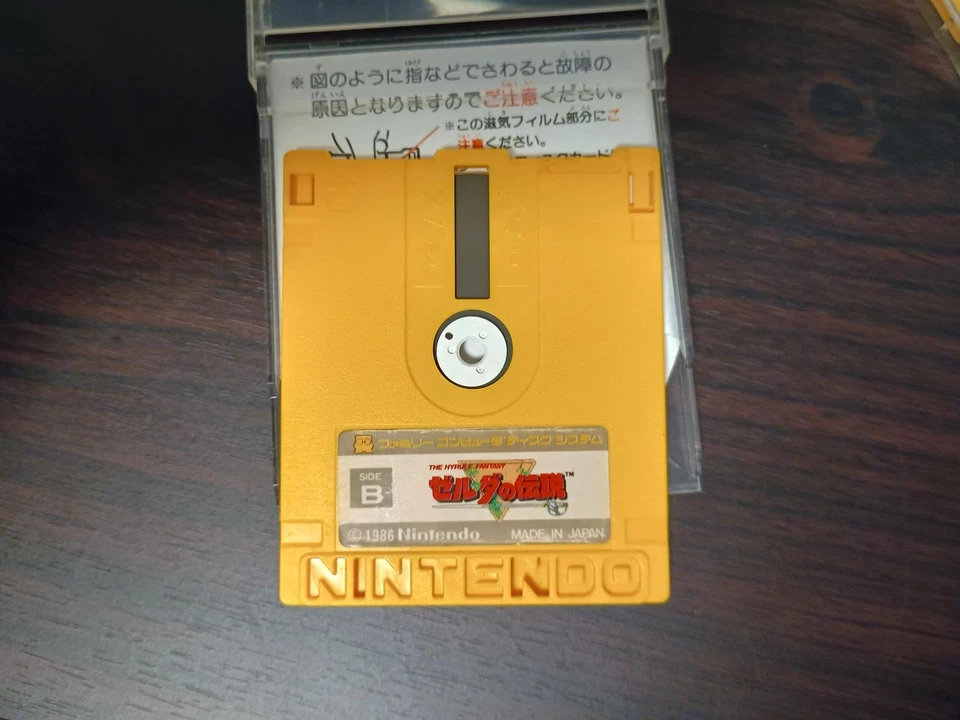 ※図のように指などでさわると故障の
原因となりますのでご注意ください。
※この滋気フィルム部分にご
注意ください。
ファミリー コンピュータ ディスク システム
SIDE
B
THE HYRULE FANTASY
ゼルダの伝説™
©1986 Nintendo MADE IN JAPAN
NINTENDO